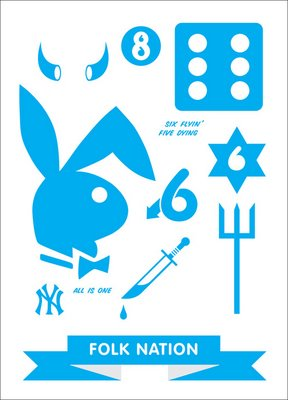 8
SIX FLYIN'
FIVE DYING
6
6
NY
ALL IS ONE
FOLK NATION